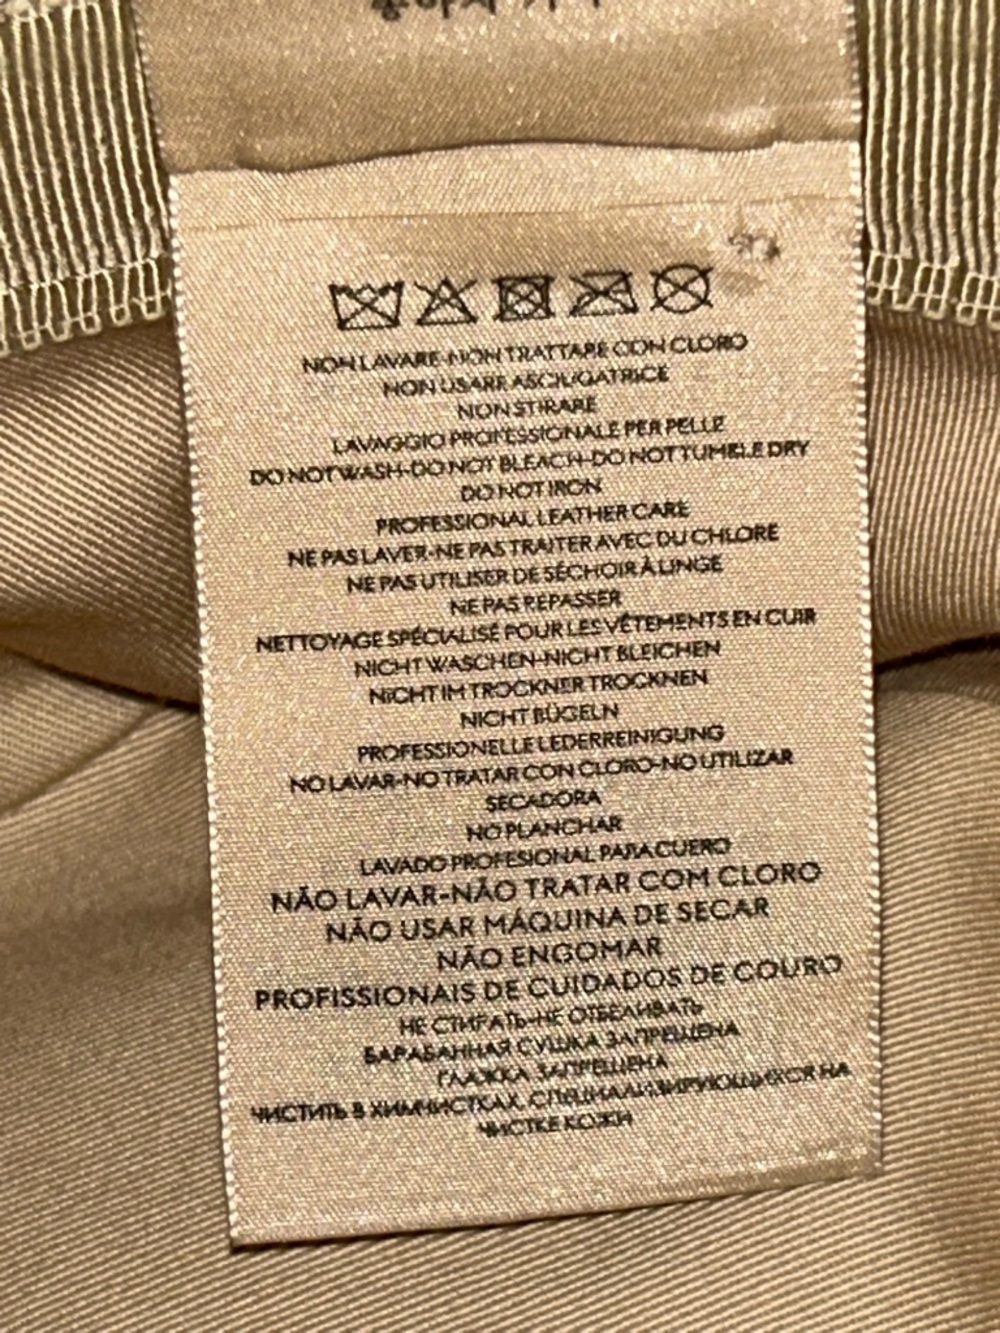 NON LAVARE-NON TRATTARE CON CLORO
NON USARE ASCIUGATRICE
NON STIRARE
LAVAGGIO PROFESSIONALE PER PELLE
DO NOT WASH-DO NOT BLEACH-DO NOT TUMBLE DRY
DO NOT IRON
PROFESSIONAL LEATHER CARE
NE PAS LAVER-NE PAS TRAITER AVEC DU CHLORE
NE PAS UTILISER DE SÉCHOIR À LINGE
NE PAS REPASSER
NETTOYAGE SPÉCIALISÉ POUR LES VÊTEMENTS EN CUIR
NICHT WASCHEN-NICHT BLEICHEN
NICHT IM TROCKNER TROCKNEN
NICHT BÜGELN
PROFESSIONELLE LEDERREINIGUNG
NO LAVAR-NO TRATAR CON CLORO-NO UTILIZAR
SECADORA
NO PLANCHAR
LAVADO PROFESIONAL PARA CUERO
NÃO LAVAR-NÃO TRATAR COM CLORO
NÃO USAR MÁQUINA DE SECAR
NÃO ENGOMAR
PROFISSIONAIS DE CUIDADOS DE COURO
НЕ СТИРАТЬ-НЕ ОТБЕЛИВАТЬ
БАРАБАННАЯ СУШКА ЗАПРЕЩЕНА
ГЛАЖКА ЗАПРЕЩЕНА
ЧИСТИТЬ В ХИМЧИСТКАХ, СПЕЦИАЛИЗИРУЮЩИХСЯ НА
ЧИСТКЕ КОЖИ